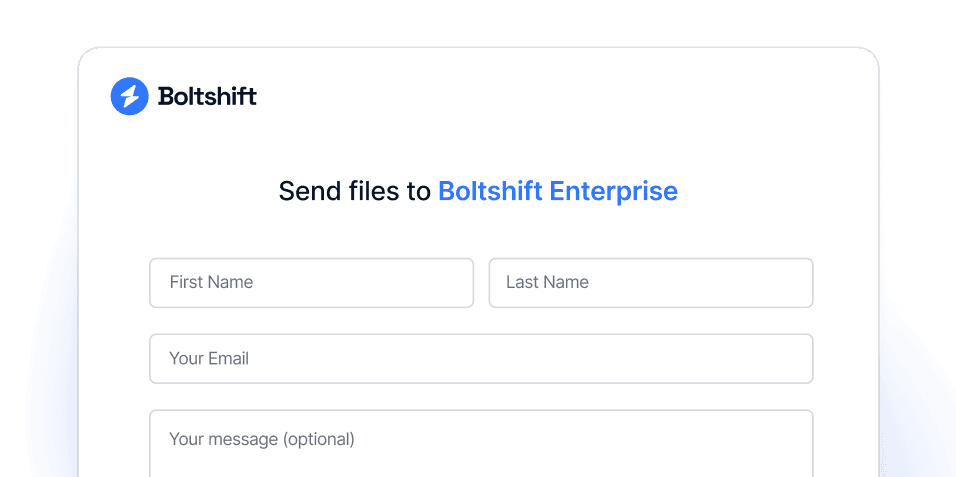 Boltshift
Send files to Boltshift Enterprise
First Name
Last Name
Your Email
Your message (optional)